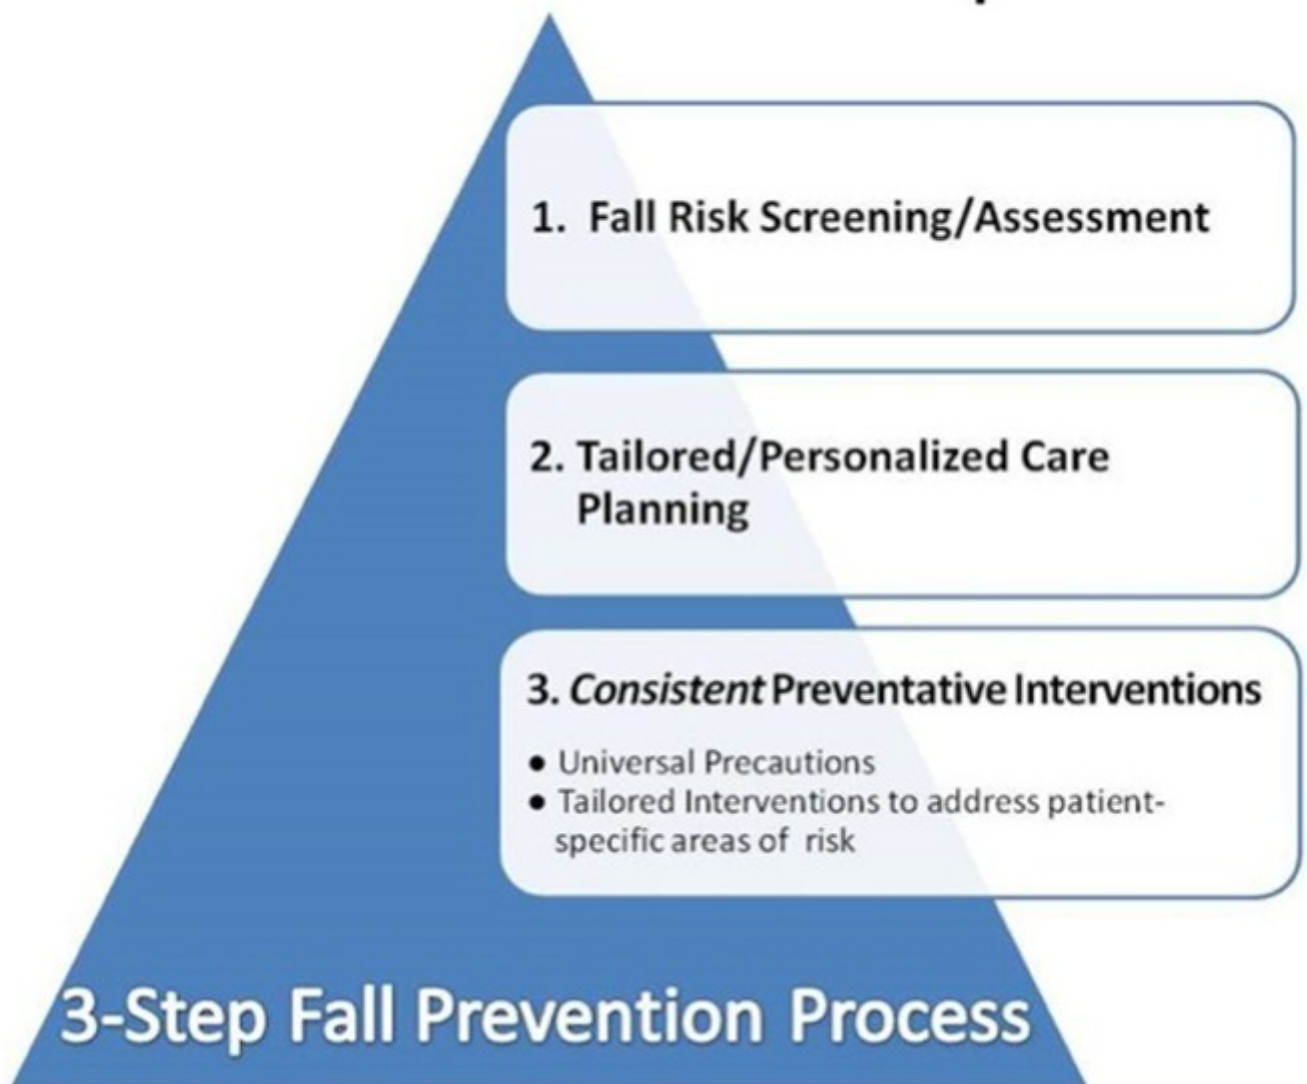 1. Fall Risk Screening/Assessment
2. Tailored/Personalized Care
Planning
3. Consistent Preventative Interventions
● Universal Precautions
● Tailored Interventions to address patient-
specific areas of risk
3-Step Fall Prevention Process